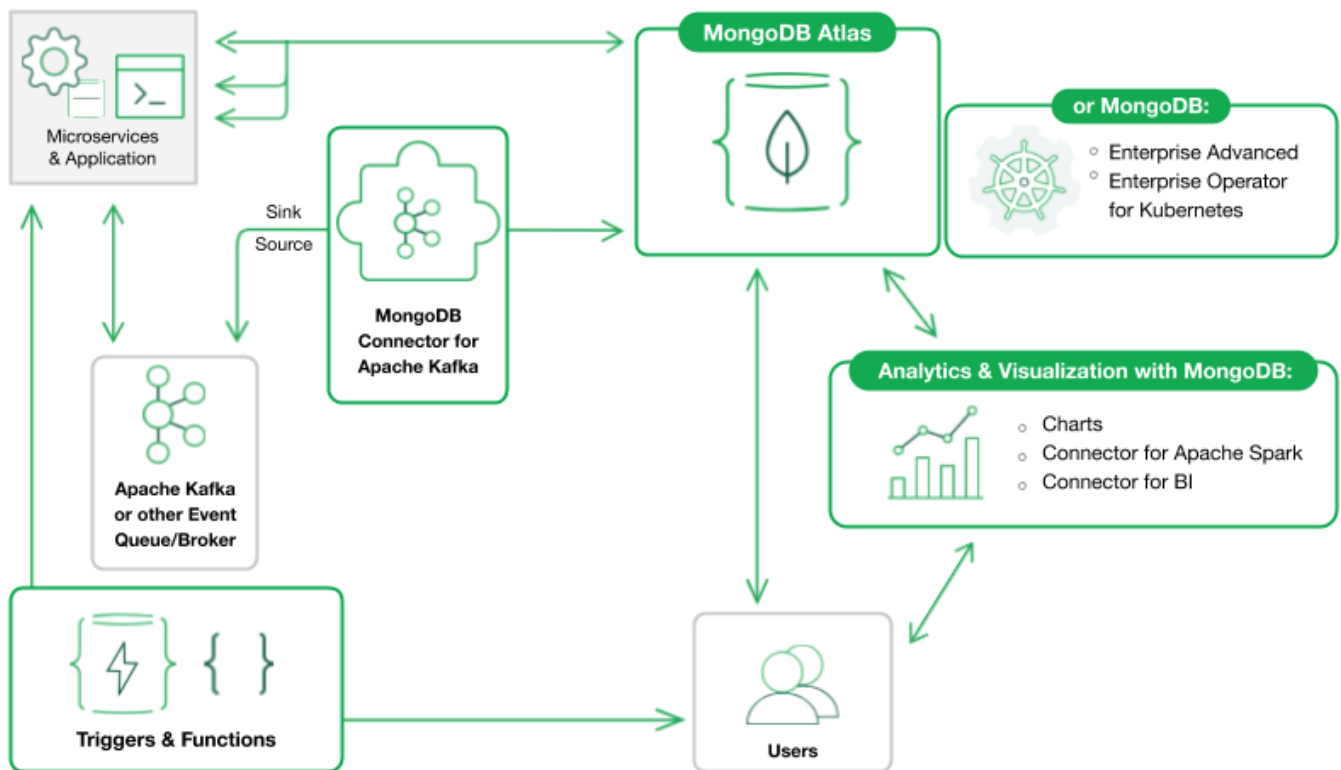 MongoDB Atlas
>_
Microservices
& Application
or MongoDB:
Enterprise Advanced
Enterprise Operator
for Kubernetes
Sink
Source
MongoDB
Connector for
Apache Kafka
Analytics & Visualization with MongoDB:
Charts
Connector for Apache Spark
Connector for BI
Apache Kafka
or other Event
Queue/Broker
{ }
Triggers & Functions
Users